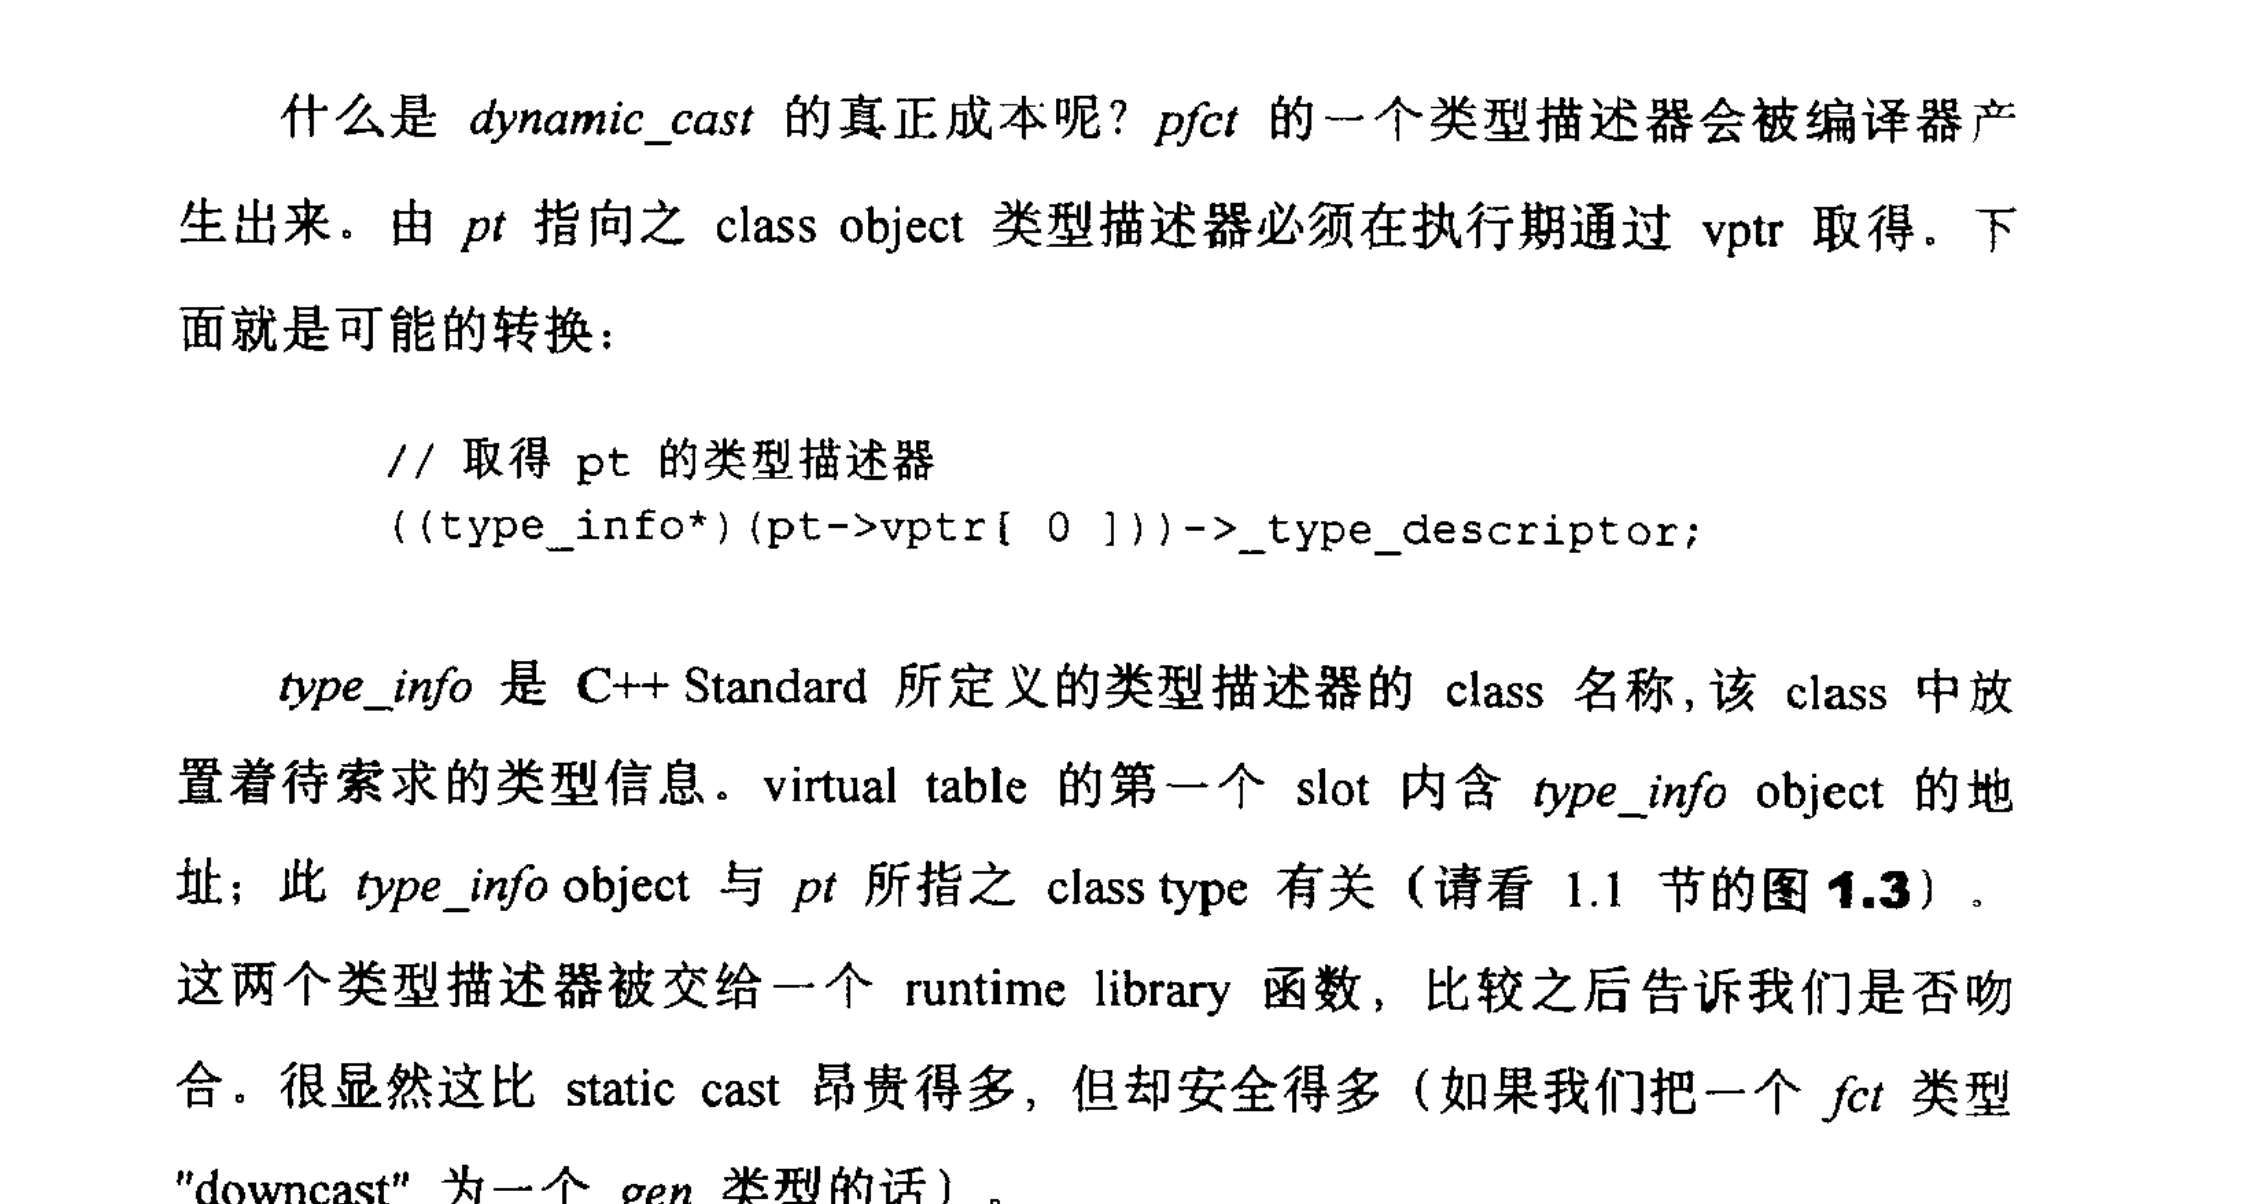 什么是 dynamic_cast 的真正成本呢？pfct 的一个类型描述器会被编译器产
生出来。由 pt 指向之 class object 类型描述器必须在执行期通过 vptr 取得。下
面就是可能的转换：
// 取得 pt 的类型描述器
((type_info*)(pt->vptr[ 0 ]))->_type_descriptor;
type_info 是 C++ Standard 所定义的类型描述器的 class 名称，该 class 中放
置着待索求的类型信息。virtual table 的第一个 slot 内含 type_info object 的地
址；此 type_info object 与 pt 所指之 class type 有关（请看 1.1 节的图 1.3）。
这两个类型描述器被交给一个 runtime library 函数，比较之后告诉我们是否吻
合。很显然这比 static cast 昂贵得多，但却安全得多（如果我们把一个 fct 类型
"downcast" 为一个 gen 类型的话）。